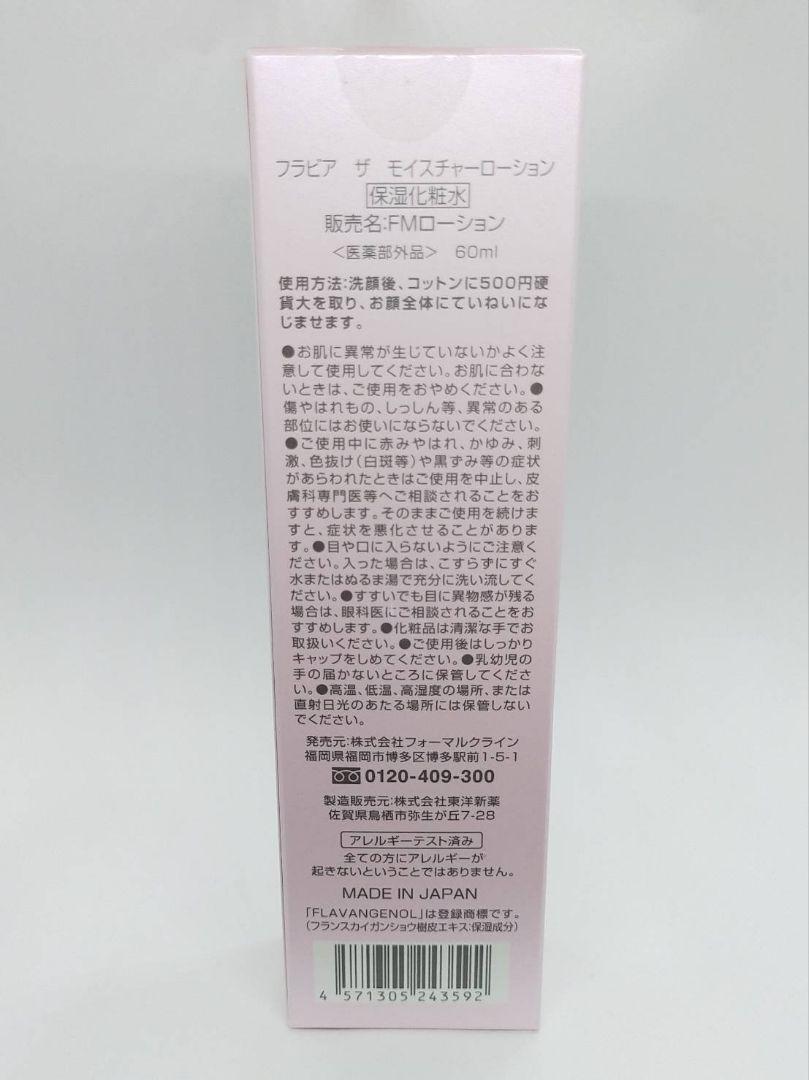 フラビア ザ モイスチャーローション
保湿化粧水
販売名:FMローション
<医薬部外品> 60ml
使用方法:洗顔後、コットンに500円硬
貨大を取り、お顔全体にていねいにな
じませます。
●お肌に異常が生じていないかよく注
意して使用してください。お肌に合わな
いときは、ご使用をおやめください。●
傷やはれもの、しっしん等、異常のある
部位にはお使いにならないでください。
●ご使用中に赤みやはれ、かゆみ、刺
激、色抜け(白斑等)や黒ずみ等の症状
があらわれたときはご使用を中止し、皮
膚科専門医等へご相談されることをお
すすめします。そのままご使用を続けま
すと、症状を悪化させることがありま
す。●目や口に入らないようにご注意く
ださい。入った場合は、こすらずにすぐ
水またはぬるま湯で充分に洗い流してく
ださい。●すすいでも目に異物感が残る
場合は、眼科医にご相談されることをお
すすめします。●化粧品は清潔な手でお
取扱いください。●ご使用後はしっかり
キャップをしめてください。●乳幼児の
手の届かないところに保管してくださ
い。●高温、低温、高湿度の場所、または
直射日光のあたる場所には保管しない
でください。
発売元:株式会社フォーマルクライン
福岡県福岡市博多区博多駅前1-5-1
0120-409-300
製造販売元:株式会社東洋新薬
佐賀県鳥栖市弥生が丘7-28
アレルギーテスト済み
全ての方にアレルギーが
起きないということではありません。
MADE IN JAPAN
「FLAVANGENOL」は登録商標です。
(フランスカイガンショウ樹皮エキス:保湿成分)
4 571305 243592